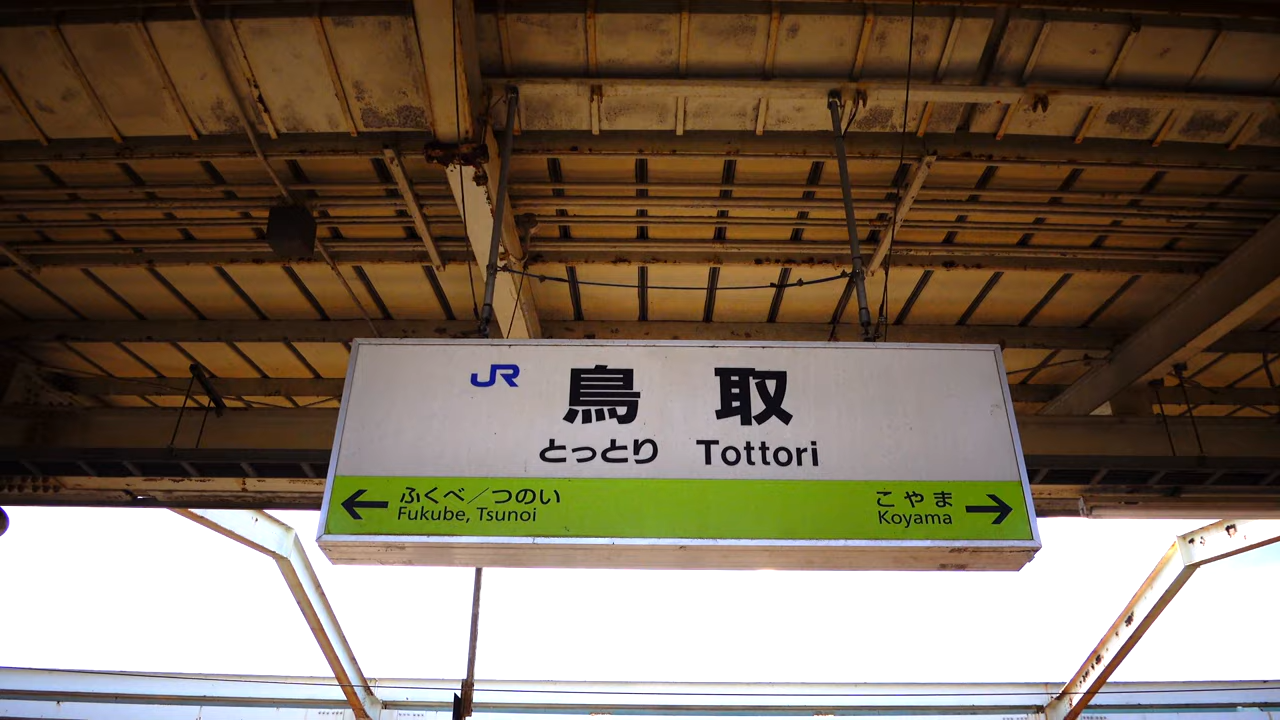 JR 鳥取
とっとり Tottori
← ふくべ／つのい
Fukube, Tsunoi
こやま →
Koyama